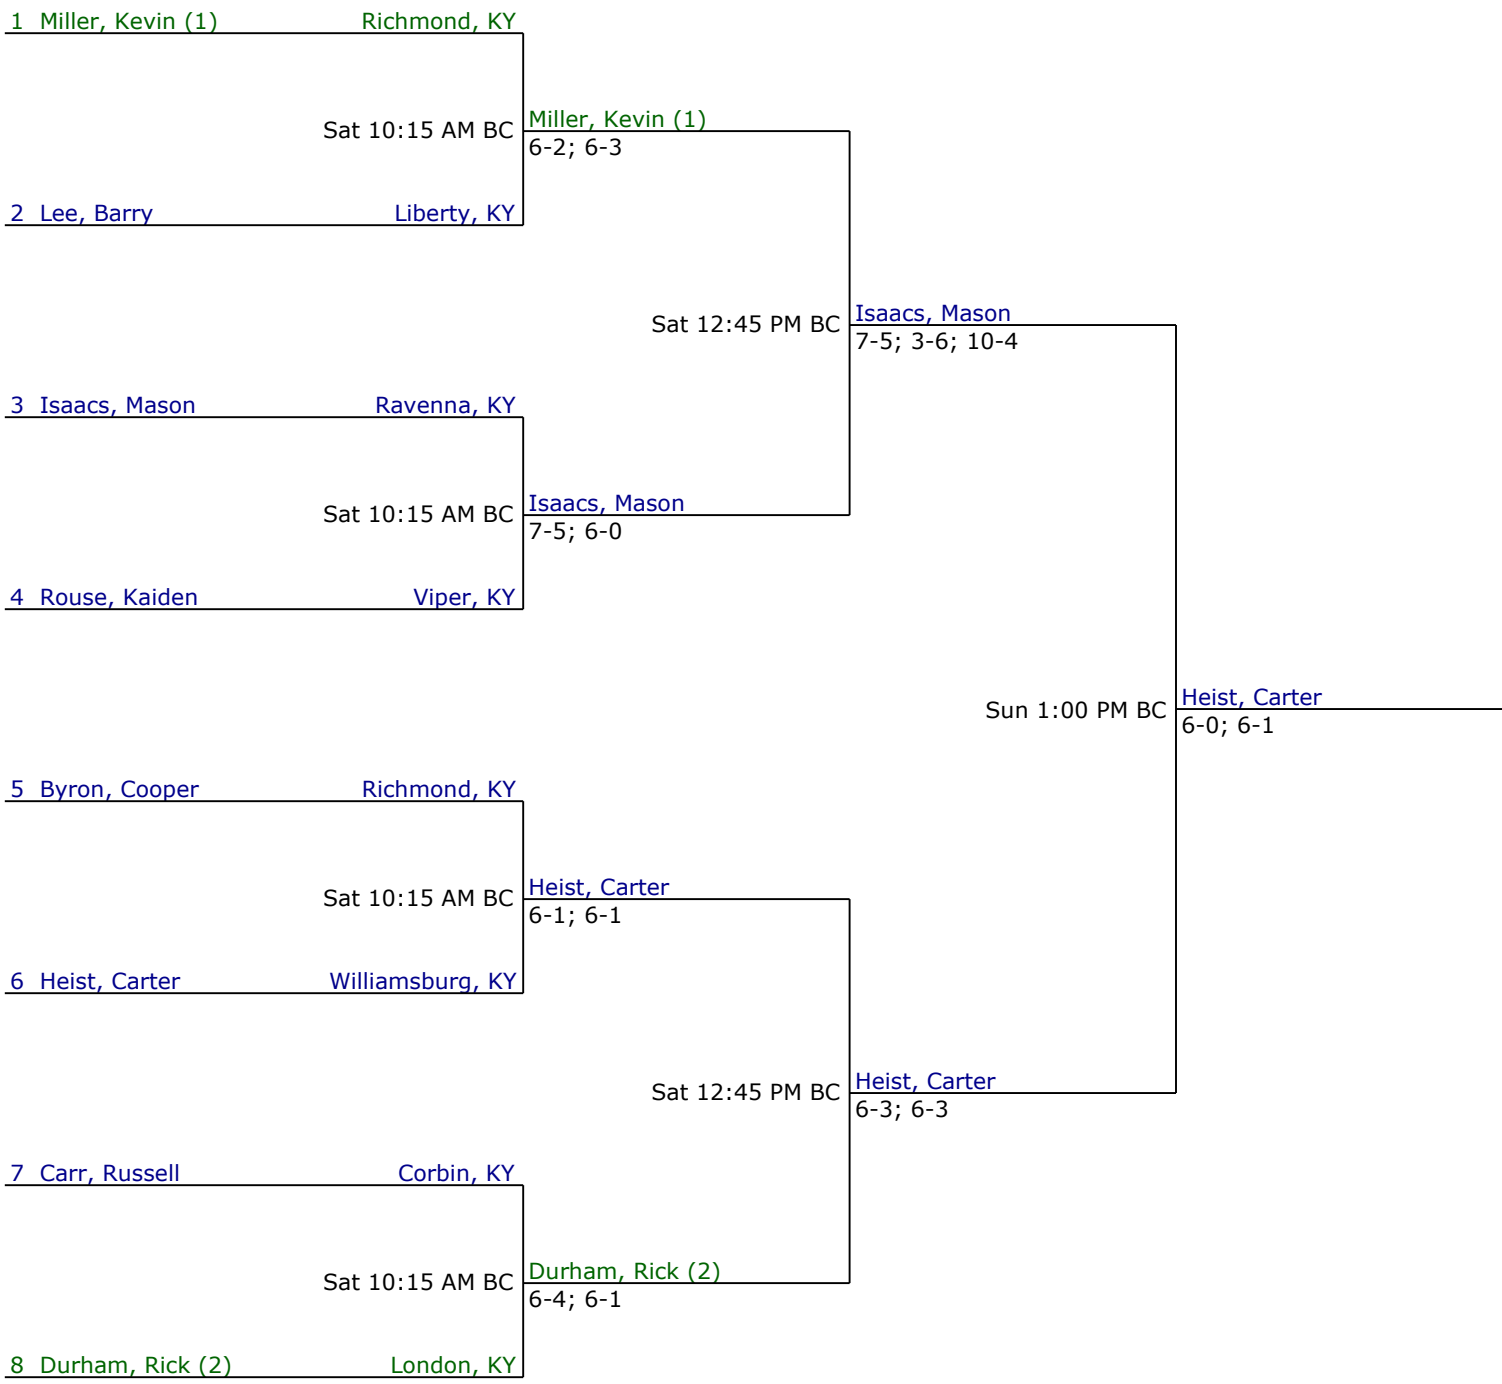 1 Miller, Kevin (1) Richmond, KY
Miller, Kevin (1)
Sat 10:15 AM BC
6-2; 6-3
2 Lee, Barry Liberty, KY
Isaacs, Mason
Sat 12:45 PM BC
7-5; 3-6; 10-4
3 Isaacs, Mason Ravenna, KY
Isaacs, Mason
Sat 10:15 AM BC
7-5; 6-0
4 Rouse, Kaiden Viper, KY
Heist, Carter
Sun 1:00 PM BC
6-0; 6-1
5 Byron, Cooper Richmond, KY
Heist, Carter
Sat 10:15 AM BC
6-1; 6-1
6 Heist, Carter Williamsburg, KY
Heist, Carter
Sat 12:45 PM BC
6-3; 6-3
7 Carr, Russell Corbin, KY
Durham, Rick (2)
Sat 10:15 AM BC
6-4; 6-1
8 Durham, Rick (2) London, KY